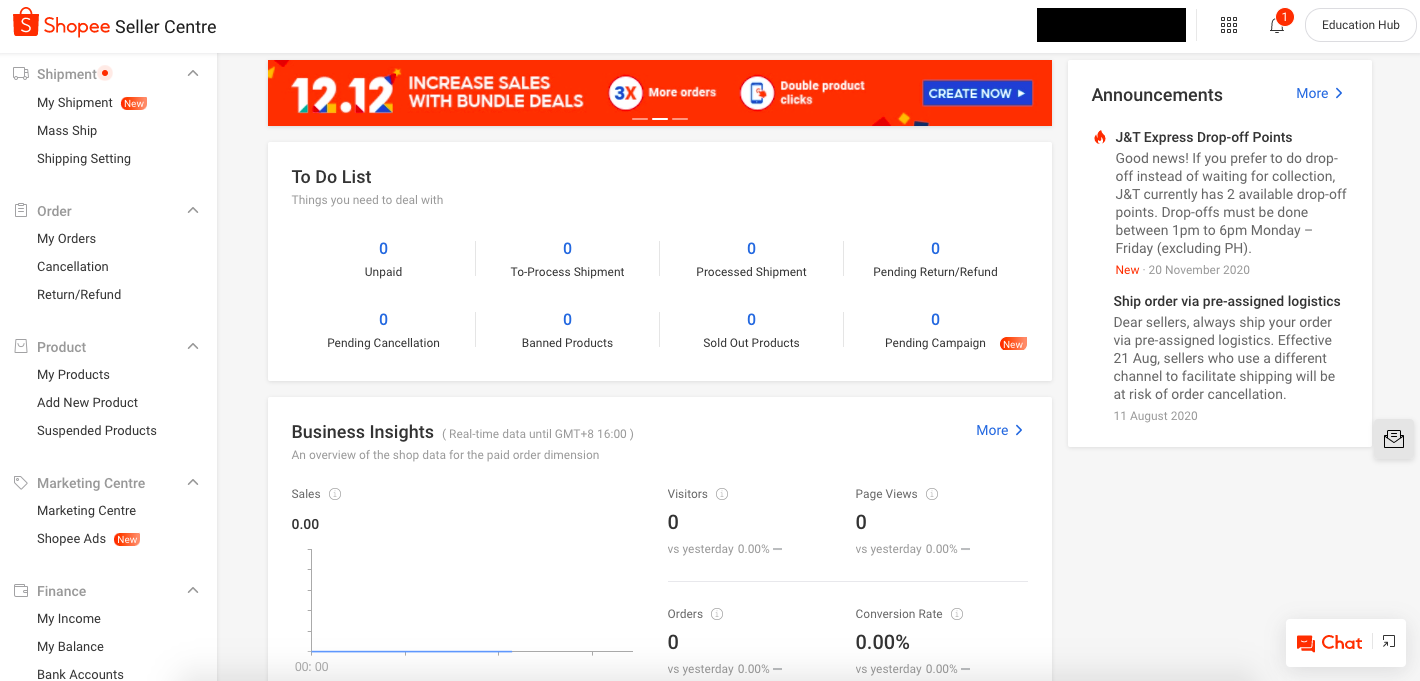 Shopee Seller Centre
1
Education Hub
Shipment
My Shipment New
Mass Ship
Shipping Setting
Order
My Orders
Cancellation
Return/Refund
Product
My Products
Add New Product
Suspended Products
Marketing Centre
Marketing Centre
Shopee Ads New
Finance
My Income
My Balance
Bank Accounts
12.12
INCREASE SALES
WITH BUNDLE DEALS
3X More orders
Double product
clicks
CREATE NOW
To Do List
Things you need to deal with
0
Unpaid
0
To-Process Shipment
0
Processed Shipment
0
Pending Return/Refund
0
Pending Cancellation
0
Banned Products
0
Sold Out Products
0
Pending Campaign New
Business Insights ( Real-time data until GMT+8 16:00 )
More
An overview of the shop data for the paid order dimension
Sales
0.00
00: 00
Visitors
0
vs yesterday 0.00% —
Page Views
0
vs yesterday 0.00% —
Orders
0
vs yesterday 0.00% —
Conversion Rate
0.00%
vs yesterday 0.00% —
Announcements
More
J&T Express Drop-off Points
Good news! If you prefer to do drop-
off instead of waiting for collection,
J&T currently has 2 available drop-off
points. Drop-offs must be done
between 1pm to 6pm Monday –
Friday (excluding PH).
New · 20 November 2020
Ship order via pre-assigned logistics
Dear sellers, always ship your order
via pre-assigned logistics. Effective
21 Aug, sellers who use a different
channel to facilitate shipping will be
at risk of order cancellation.
11 August 2020
Chat